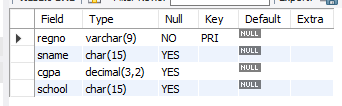 Field Type Null Key Default Extra
regno varchar(9) NO PRI NULL
sname char(15) YES NULL
cgpa decimal(3,2) YES NULL
school char(15) YES NULL